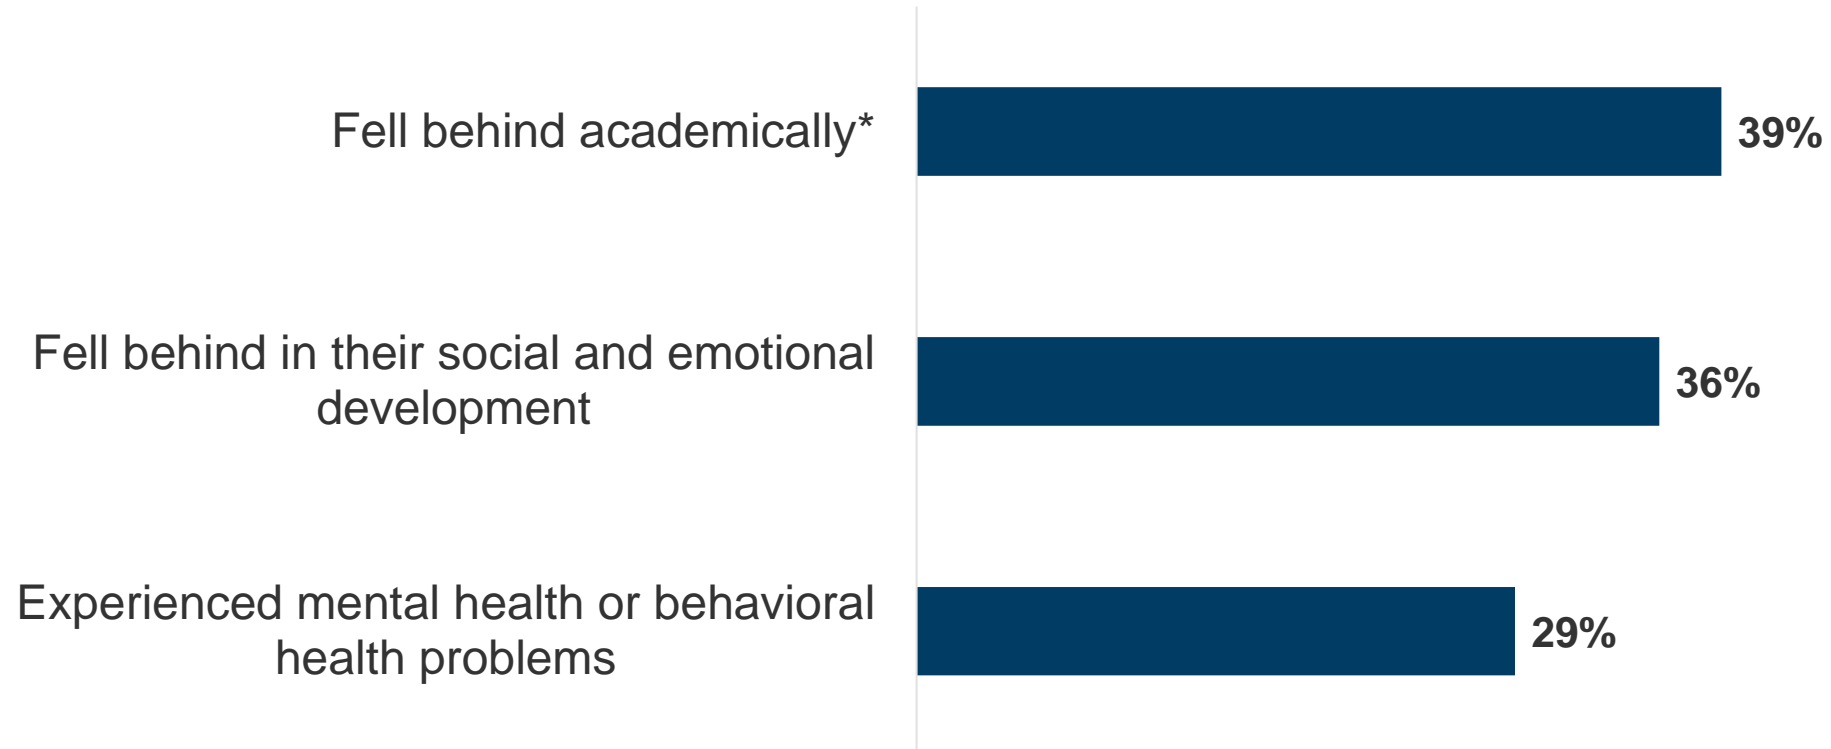 Fell behind academically*
39%
Fell behind in their social and emotional
development
36%
Experienced mental health or behavioral
health problems
29%